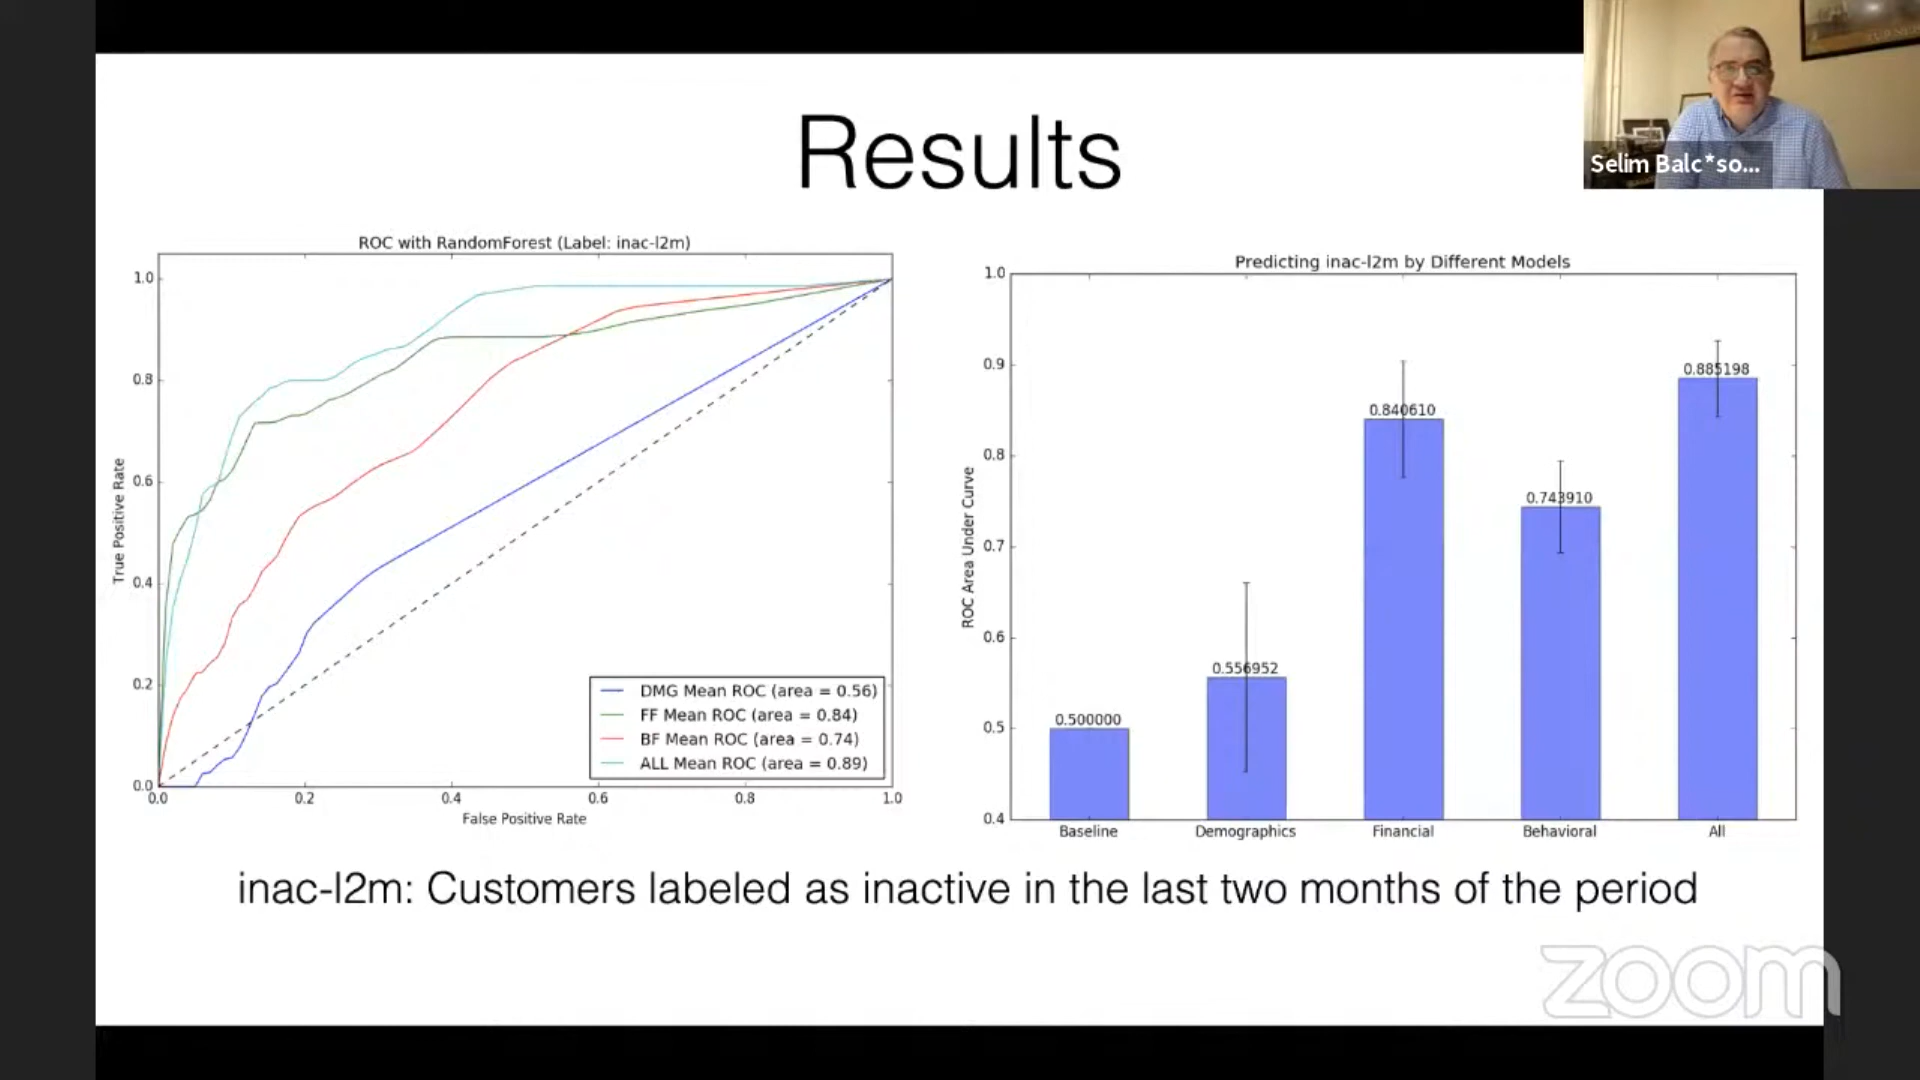 Results
Selim Balc*so...
ROC with RandomForest (Label: inac-l2m)
True Positive Rate
1.0
0.8
0.6
0.4
0.2
0.0
0.0 0.2 0.4 0.6 0.8 1.0
False Positive Rate
DMG Mean ROC (area = 0.56)
FF Mean ROC (area = 0.84)
BF Mean ROC (area = 0.74)
ALL Mean ROC (area = 0.89)
Predicting inac-l2m by Different Models
ROC Area Under Curve
1.0
0.9
0.8
0.7
0.6
0.5
0.4
0.500000
0.556952
0.840610
0.743910
0.885198
Baseline Demographics Financial Behavioral All
inac-l2m: Customers labeled as inactive in the last two months of the period
zoom